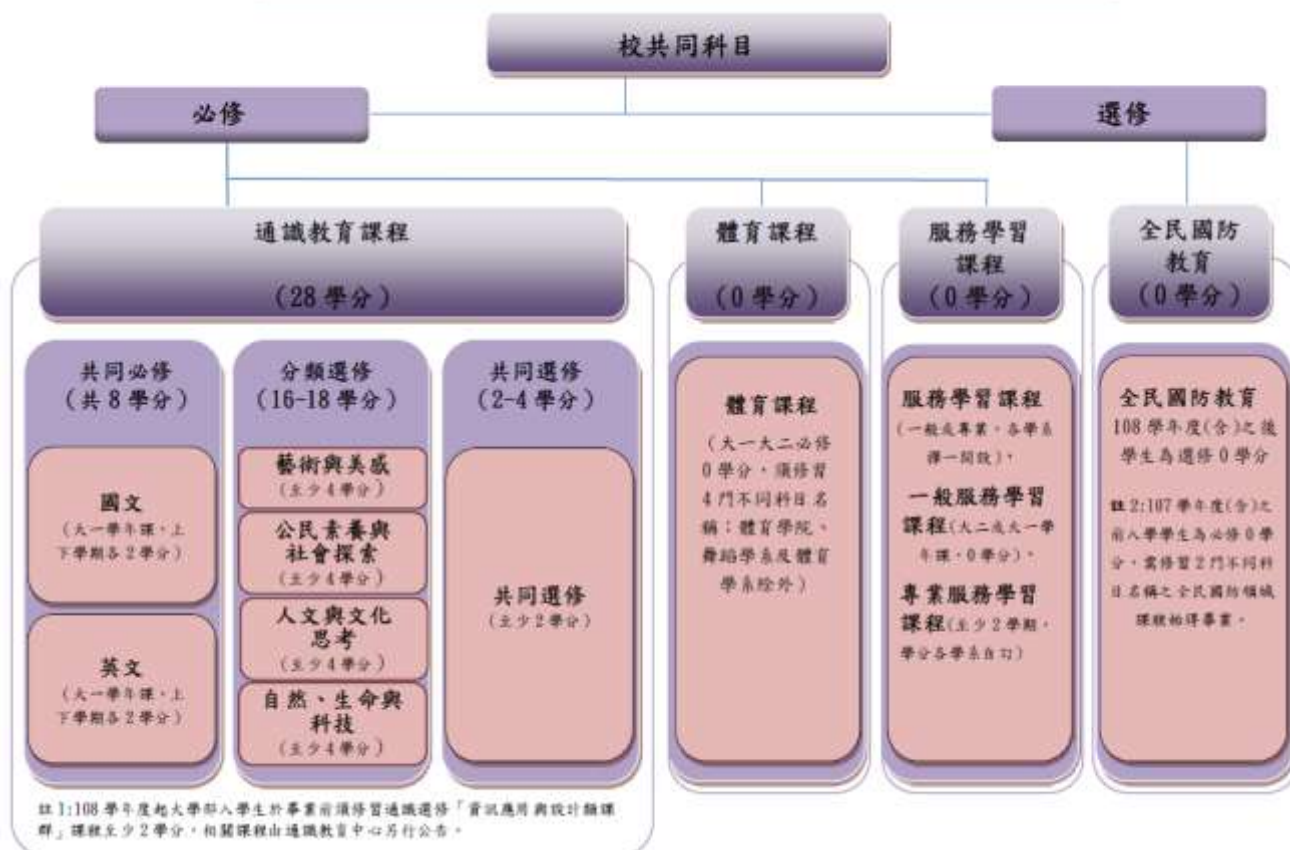 校共同科目
必修
選修
通識教育課程
(28 學分)
體育課程
(0 學分)
服務學習
課程
(0 學分)
全民國防
教育
(0 學分)
共同必修
(共 8 學分)
國文
(大一學年課，上
下學期各 2 學分)
英文
(大一學年課，上
下學期各 2 學分)
分類選修
(16-18 學分)
藝術與美感
(至少 4 學分)
公民素養與
社會探索
(至少 4 學分)
人文與文化
思考
(至少 4 學分)
自然、生命與
科技
(至少 4 學分)
共同選修
(2-4 學分)
共同選修
(至少 2 學分)
註 1:108 學年度起大學部入學生於畢業前須修習通識選修「資訊應用與設計類課
群」課程至少 2 學分，相關課程由通識教育中心另行公告。
體育課程
(大一大二必修
0 學分，須修習
4 門不同科目名
稱；體育學院、
舞蹈學系及體育
學系除外)
服務學習課程
(一般或專業，各學系
擇一開設)。
一般服務學習
課程(大二或大一學
年課，0 學分)。
專業服務學習
課程(至少 2 學期，
學分各學系自訂)
全民國防教育
108 學年度(含)之後
學生為選修 0 學分
註 2:107 學年度(含)之
前入學學生為必修 0 學
分，需修習 2 門不同科
目名稱之全民國防領域
課程始得畢業。